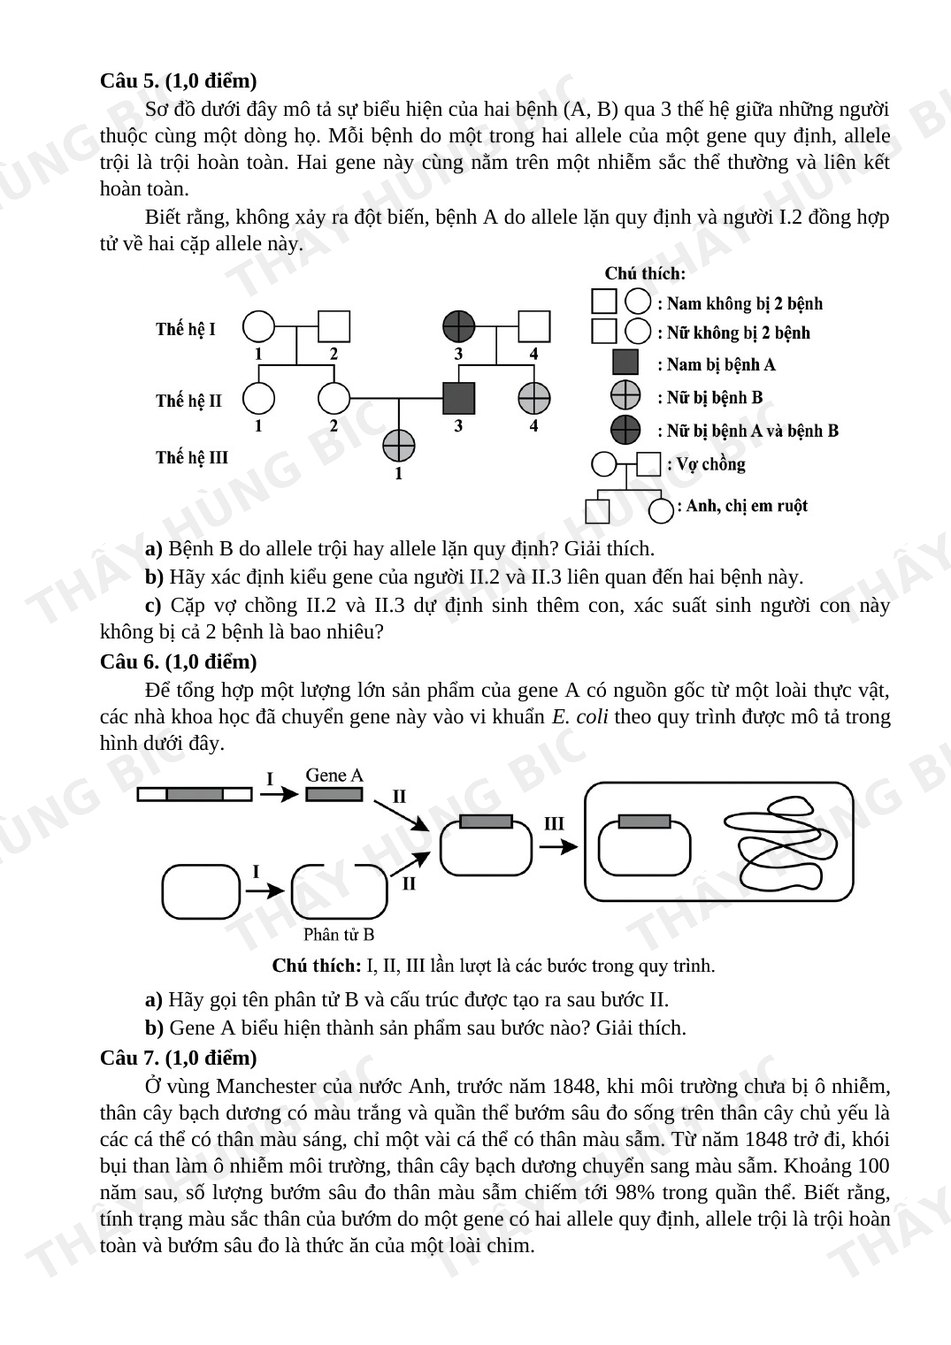 Câu 5. (1,0 điểm)
Sơ đồ dưới đây mô tả sự biểu hiện của hai bệnh (A, B) qua 3 thế hệ giữa những người
thuộc cùng một dòng họ. Mỗi bệnh do một trong hai allele của một gene quy định, allele
trội là trội hoàn toàn. Hai gene này cùng nằm trên một nhiễm sắc thể thường và liên kết
hoàn toàn.
Biết rằng, không xảy ra đột biến, bệnh A do allele lặn quy định và người I.2 đồng hợp
tử về hai cặp allele này.
Chú thích:
: Nam không bị 2 bệnh
: Nữ không bị 2 bệnh
: Nam bị bệnh A
: Nữ bị bệnh B
: Nữ bị bệnh A và bệnh B
: Vợ chồng
: Anh, chị em ruột
Thế hệ I
1 2 3 4
Thế hệ II
1 2 3 4
Thế hệ III
1
a) Bệnh B do allele trội hay allele lặn quy định? Giải thích.
b) Hãy xác định kiểu gene của người II.2 và II.3 liên quan đến hai bệnh này.
c) Cặp vợ chồng II.2 và II.3 dự định sinh thêm con, xác suất sinh người con này
không bị cả 2 bệnh là bao nhiêu?
Câu 6. (1,0 điểm)
Để tổng hợp một lượng lớn sản phẩm của gene A có nguồn gốc từ một loài thực vật,
các nhà khoa học đã chuyển gene này vào vi khuẩn E. coli theo quy trình được mô tả trong
hình dưới đây.
I
Gene A
II
III
I
II
Phân tử B
Chú thích: I, II, III lần lượt là các bước trong quy trình.
a) Hãy gọi tên phân tử B và cấu trúc được tạo ra sau bước II.
b) Gene A biểu hiện thành sản phẩm sau bước nào? Giải thích.
Câu 7. (1,0 điểm)
Ở vùng Manchester của nước Anh, trước năm 1848, khi môi trường chưa bị ô nhiễm,
thân cây bạch dương có màu trắng và quần thể bướm sâu đo sống trên thân cây chủ yếu là
các cá thể có thân màu sáng, chỉ một vài cá thể có thân màu sẫm. Từ năm 1848 trở đi, khói
bụi than làm ô nhiễm môi trường, thân cây bạch dương chuyển sang màu sẫm. Khoảng 100
năm sau, số lượng bướm sâu đo thân màu sẫm chiếm tới 98% trong quần thể. Biết rằng,
tính trạng màu sắc thân của bướm do một gene có hai allele quy định, allele trội là trội hoàn
toàn và bướm sâu đo là thức ăn của một loài chim.
THẦY HÙNG BIC